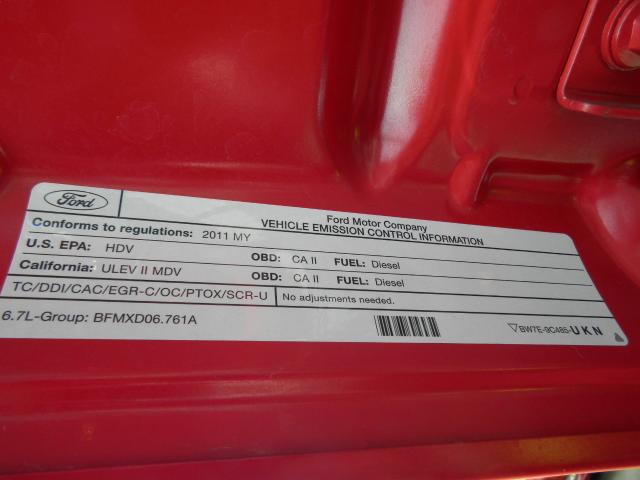 Ford
Ford Motor Company
VEHICLE EMISSION CONTROL INFORMATION
Conforms to regulations: 2011 MY
U.S. EPA: HDV OBD: CA II FUEL: Diesel
California: ULEV II MDV OBD: CA II FUEL: Diesel
TC/DDI/CAC/EGR-C/OC/PTOX/SCR-U No adjustments needed.
6.7L-Group: BFMXD06.761A
BW7E-9C485-UKN